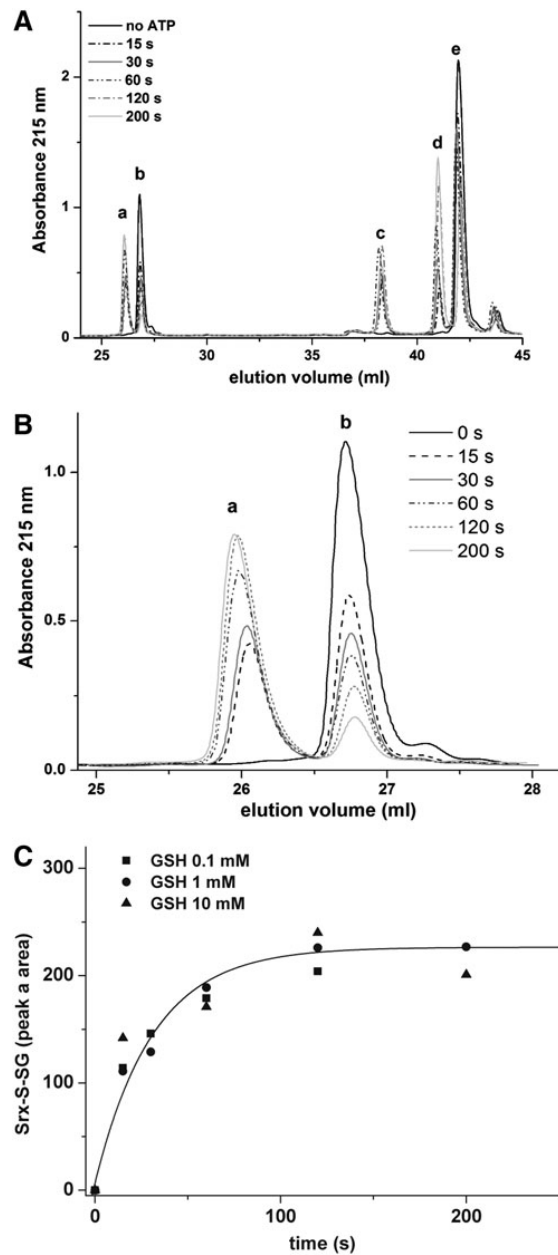 A
no ATP
15 s
30 s
60 s
120 s
200 s
a
b
c
d
e
Absorbance 215 nm
2
1
0
25 30 35 40 45
elution volume (ml)
B
0 s
15 s
30 s
60 s
120 s
200 s
a
b
Absorbance 215 nm
1.0
0.5
0.0
25 26 27 28
elution volume (ml)
C
GSH 0.1 mM
GSH 1 mM
GSH 10 mM
Srx-S-SG (peak a area)
300
200
100
0
0 100 200
time (s)